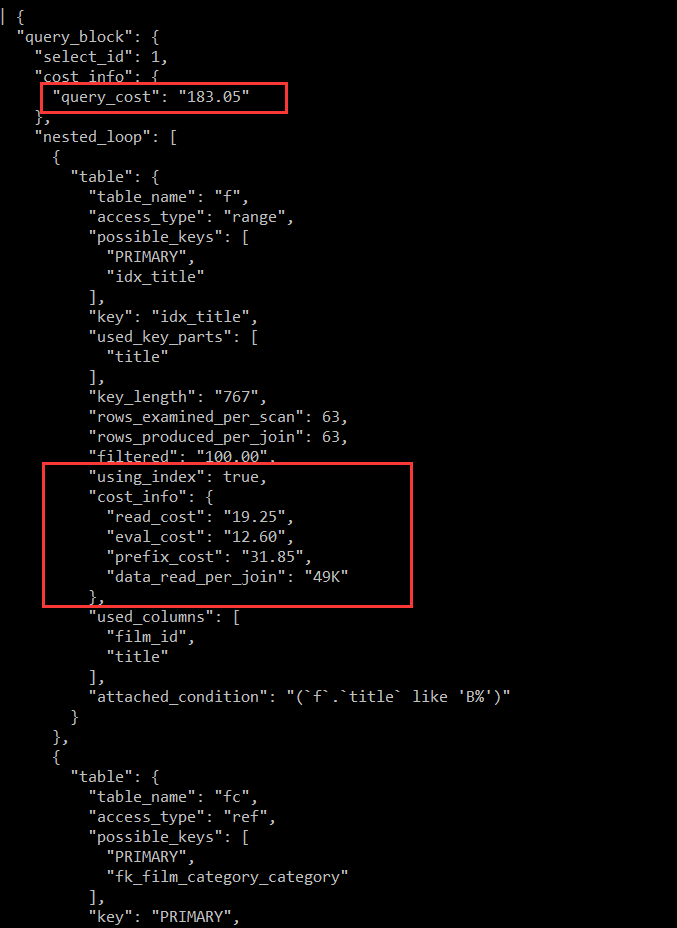 | {
  "query_block": {
    "select_id": 1,
    "cost_info": {
      "query_cost": "183.05"
    },
    "nested_loop": [
      {
        "table": {
          "table_name": "f",
          "access_type": "range",
          "possible_keys": [
            "PRIMARY",
            "idx_title"
          ],
          "key": "idx_title",
          "used_key_parts": [
            "title"
          ],
          "key_length": "767",
          "rows_examined_per_scan": 63,
          "rows_produced_per_join": 63,
          "filtered": "100.00",
          "using_index": true,
          "cost_info": {
            "read_cost": "19.25",
            "eval_cost": "12.60",
            "prefix_cost": "31.85",
            "data_read_per_join": "49K"
          },
          "used_columns": [
            "film_id",
            "title"
          ],
          "attached_condition": "(`f`.`title` like 'B%')"
        }
      },
      {
        "table": {
          "table_name": "fc",
          "access_type": "ref",
          "possible_keys": [
            "PRIMARY",
            "fk_film_category_category"
          ],
          "key": "PRIMARY",